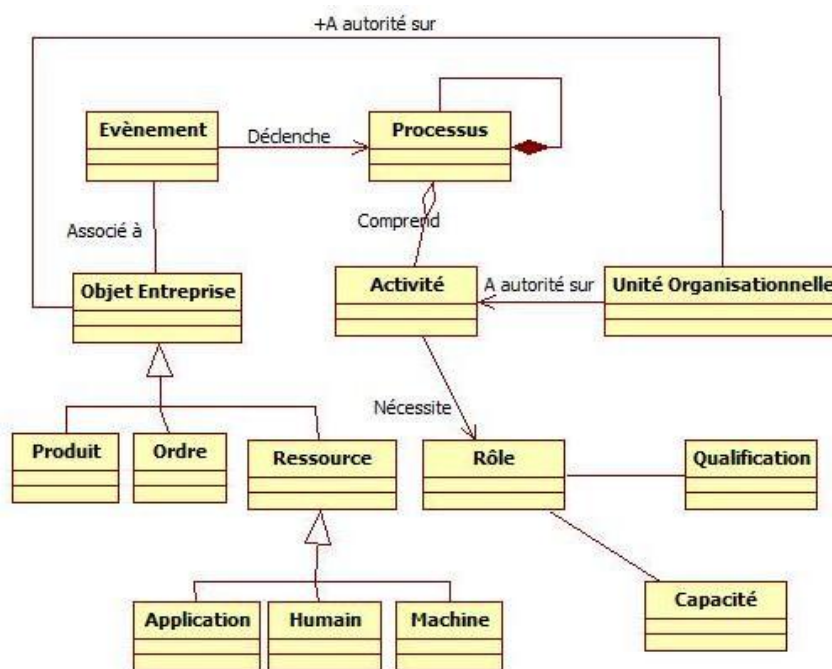 +A autorité sur
Evènement
Déclenche
Processus
Associé à
Comprend
Objet Entreprise
Activité
A autorité sur
Unité Organisationnelle
Nécessite
Produit
Ordre
Ressource
Rôle
Qualification
Application
Humain
Machine
Capacité